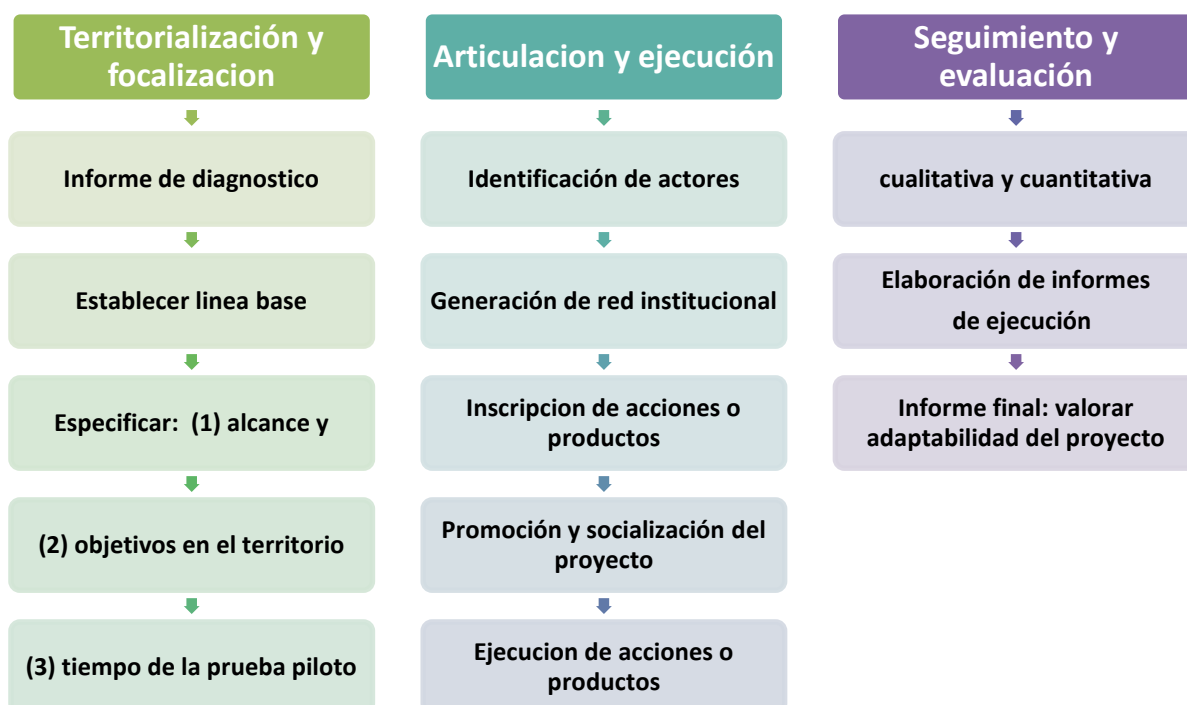 Territorialización y
focalizacion
Informe de diagnostico
Establecer linea base
Especificar: (1) alcance y
(2) objetivos en el territorio
(3) tiempo de la prueba piloto
Articulacion y ejecución
Identificación de actores
Generación de red institucional
Inscripcion de acciones o
productos
Promoción y socialización del
proyecto
Ejecucion de acciones o
productos
Seguimiento y
evaluación
cualitativa y cuantitativa
Elaboración de informes
de ejecución
Informe final: valorar
adaptabilidad del proyecto